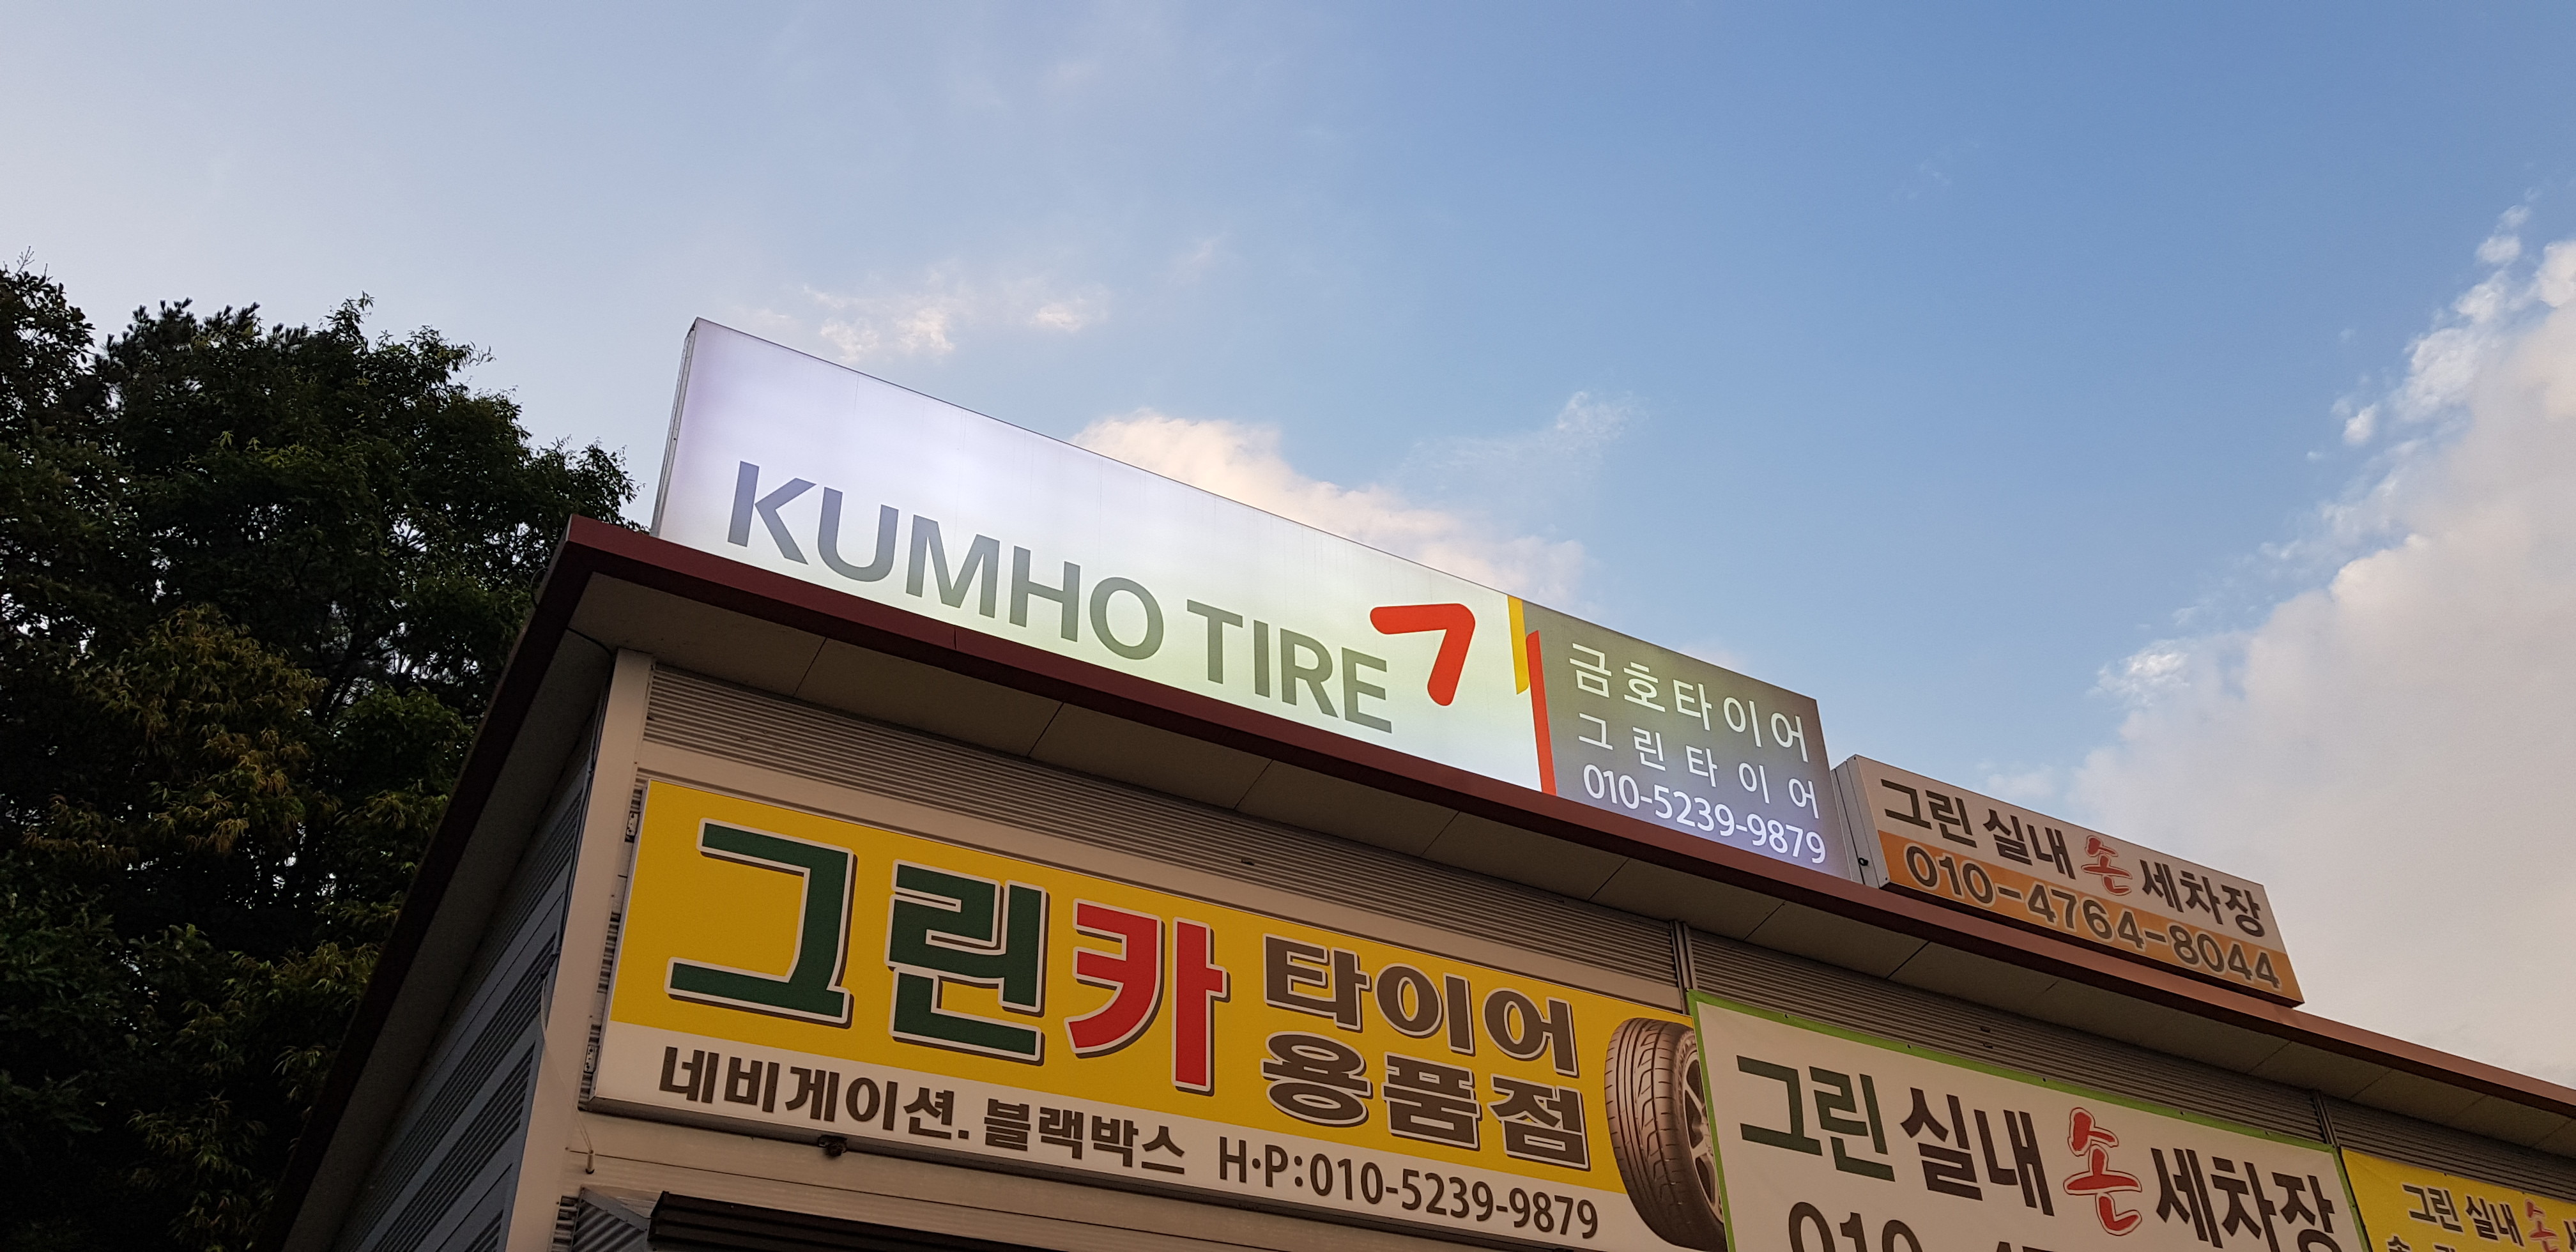 KUMHO TIRE
금호타이어
그린타이어
010-5239-9879
그린 실내 손 세차장
010-4764-8044
그린카 타이어
용품점
네비게이션. 블랙박스 H·P:010-5239-9879
그린 실내 손 세차장
010
그린 실내 손